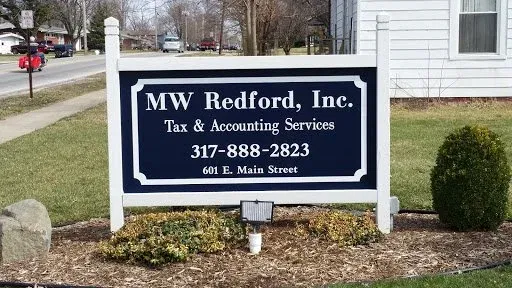 MW Redford, Inc.
Tax & Accounting Services
317-888-2823
601 E. Main Street